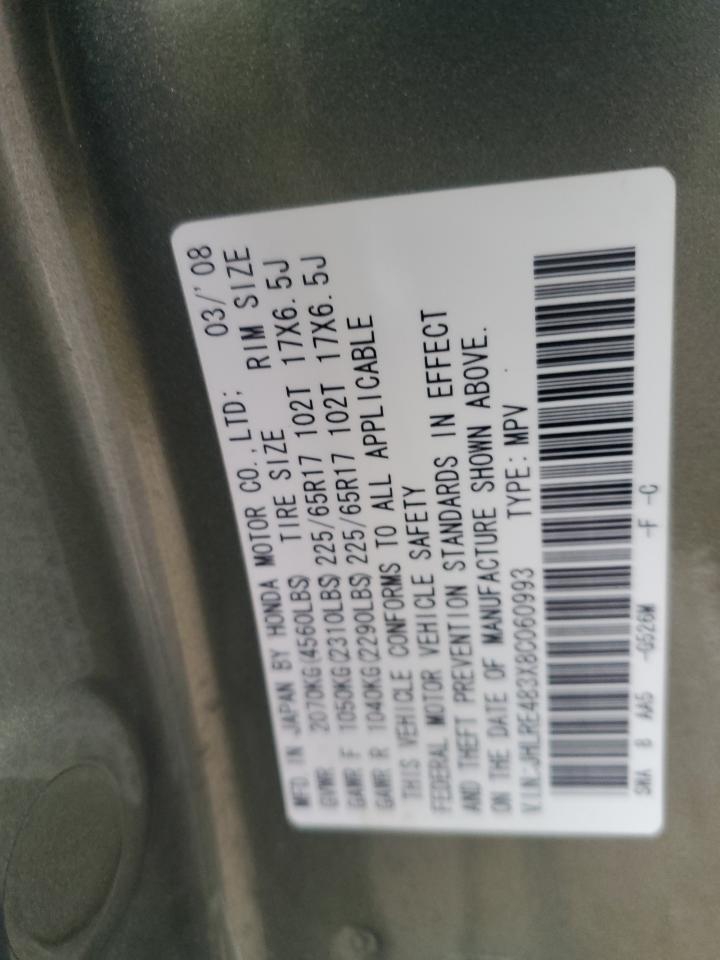 MFD IN JAPAN BY HONDA MOTOR CO.,LTD; 03/'08
GVWR 2070KG(4560LBS) TIRE SIZE RIM SIZE
GAWR F 1050KG(2310LBS)225/65R17 102T 17X6.5J
GAWR R 1040KG(2290LBS)225/65R17 102T 17X6.5J
THIS VEHICLE CONFORMS TO ALL APPLICABLE
FEDERAL MOTOR VEHICLE SAFETY
AND THEFT PREVENTION STANDARDS IN EFFECT
ON THE DATE OF MANUFACTURE SHOWN ABOVE.
V.I.N:JHLRE483X8C060993 TYPE:MPV
SWA B AA5 -G526M -F -C